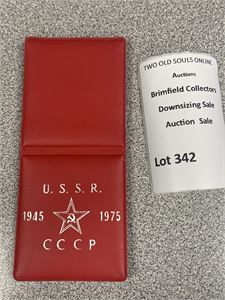 TWO OLD SOULS ONLINE
Auctions
Brimfield Collectors
Downsizing Sale
Auction Sale
Lot 342
U. S. S. R.
1945 1975
СССР